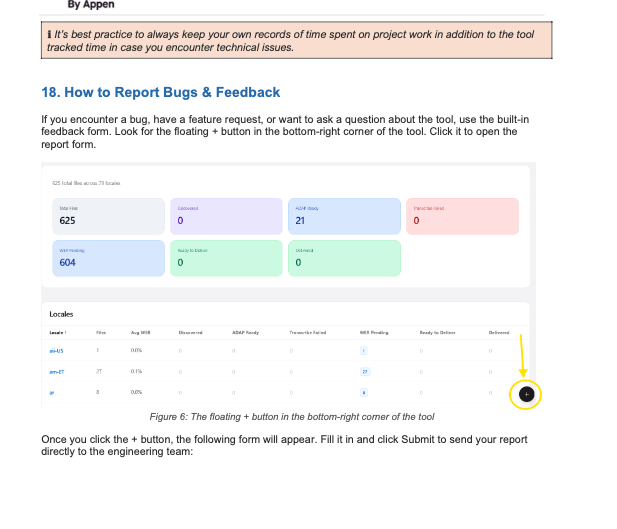 By Appen
ℹ It's best practice to always keep your own records of time spent on project work in addition to the tool
tracked time in case you encounter technical issues.
18. How to Report Bugs & Feedback
If you encounter a bug, have a feature request, or want to ask a question about the tool, use the built-in
feedback form. Look for the floating + button in the bottom-right corner of the tool. Click it to open the
report form.
625 total files across 79 locales
Total Files Discovered ADAP Ready Transcribe Failed
625 0 21 0
WER Pending Ready to Deliver Delivered
604 0 0
Locales
Locale ↑ Files Avg WER Discovered ADAP Ready Transcribe Failed WER Pending Ready to Deliver Delivered
1 0.0% 0 0 0 1 0 0
am-ET 27 0.1% 0 0 0 27 0 0
ar 8 0.0% 0 0 0 8 0 0
+
Figure 6: The floating + button in the bottom-right corner of the tool
Once you click the + button, the following form will appear. Fill it in and click Submit to send your report
directly to the engineering team: